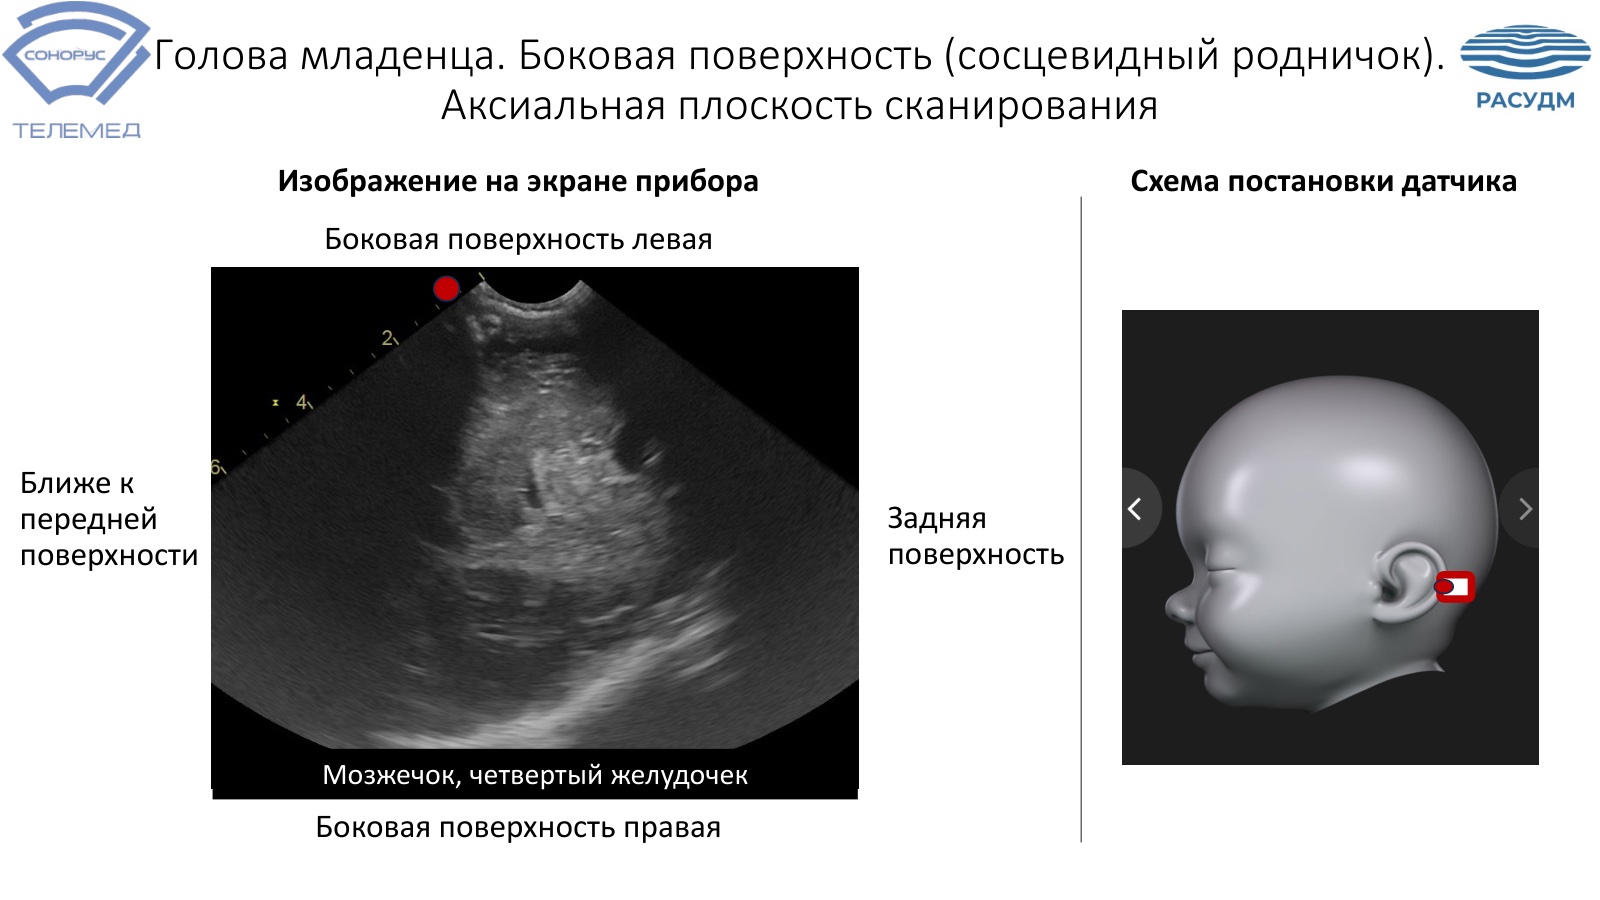 СОНОРУС
ТЕЛЕМЕД
Голова младенца. Боковая поверхность (сосцевидный родничок).
Аксиальная плоскость сканирования
РАСУДМ
Изображение на экране прибора
Схема постановки датчика
Боковая поверхность левая
2
4
6
Ближе к
передней
поверхности
Задняя
поверхность
Мозжечок, четвертый желудочек
Боковая поверхность правая